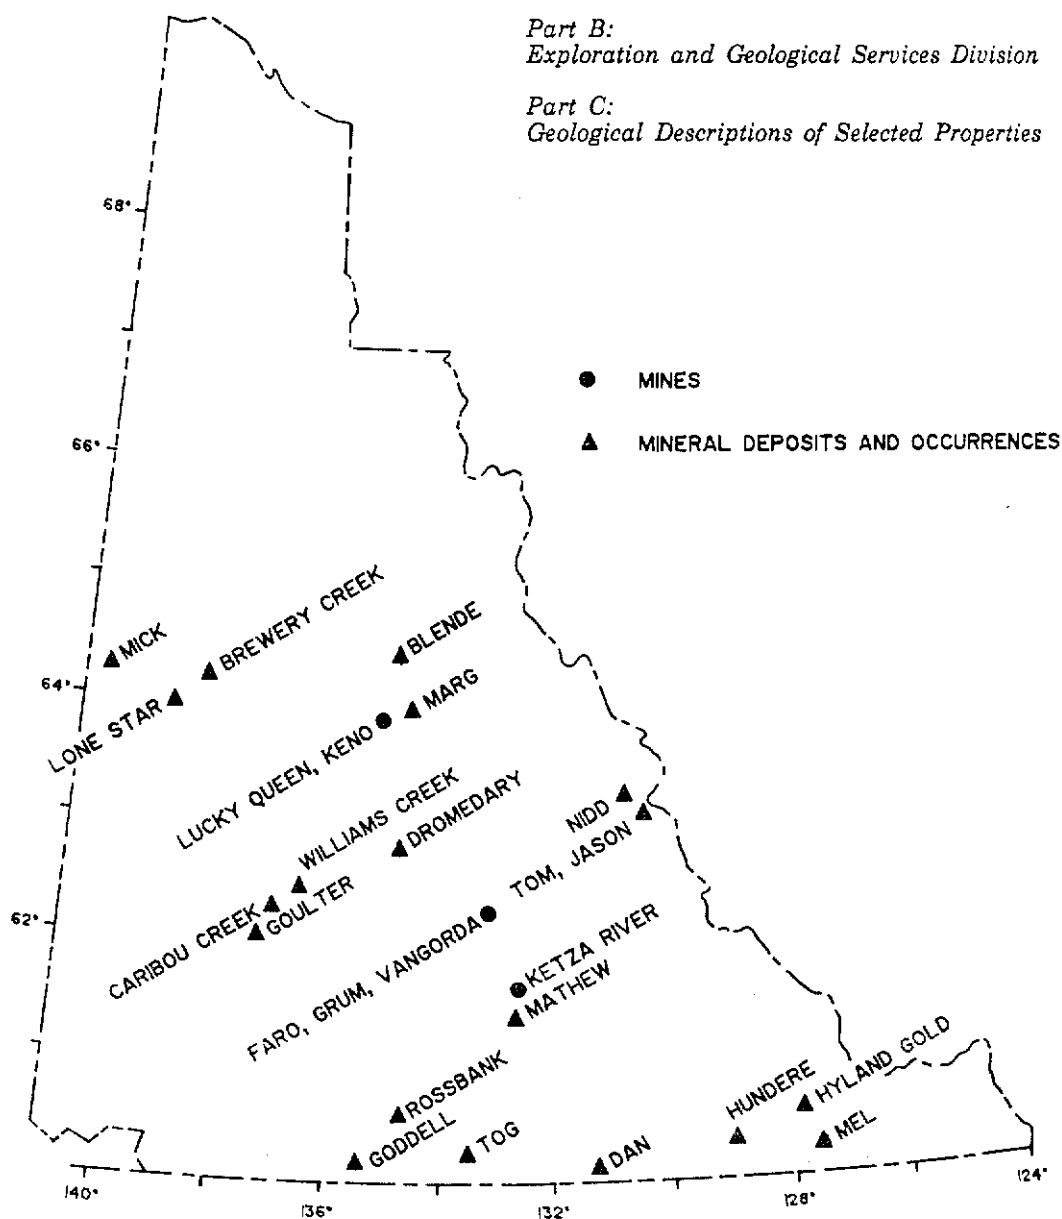 Part B:
Exploration and Geological Services Division
Part C:
Geological Descriptions of Selected Properties
68°
MINES
66°
MINERAL DEPOSITS AND OCCURRENCES
MICK
BREWERY CREEK
BLENDE
64°
LONE STAR
MARG
LUCKY QUEEN, KENO
WILLIAMS CREEK
DROMEDARY
NIDD
TOM, JASON
62°
CARIBOU CREEK
GOULTER
FARO, GRUM, VANGORDA
KETZA RIVER
MATHEW
ROSSBANK
HUNDERE
HYLAND GOLD
GODDELL
TOG
DAN
MEL
140°
136°
132°
128°
124°